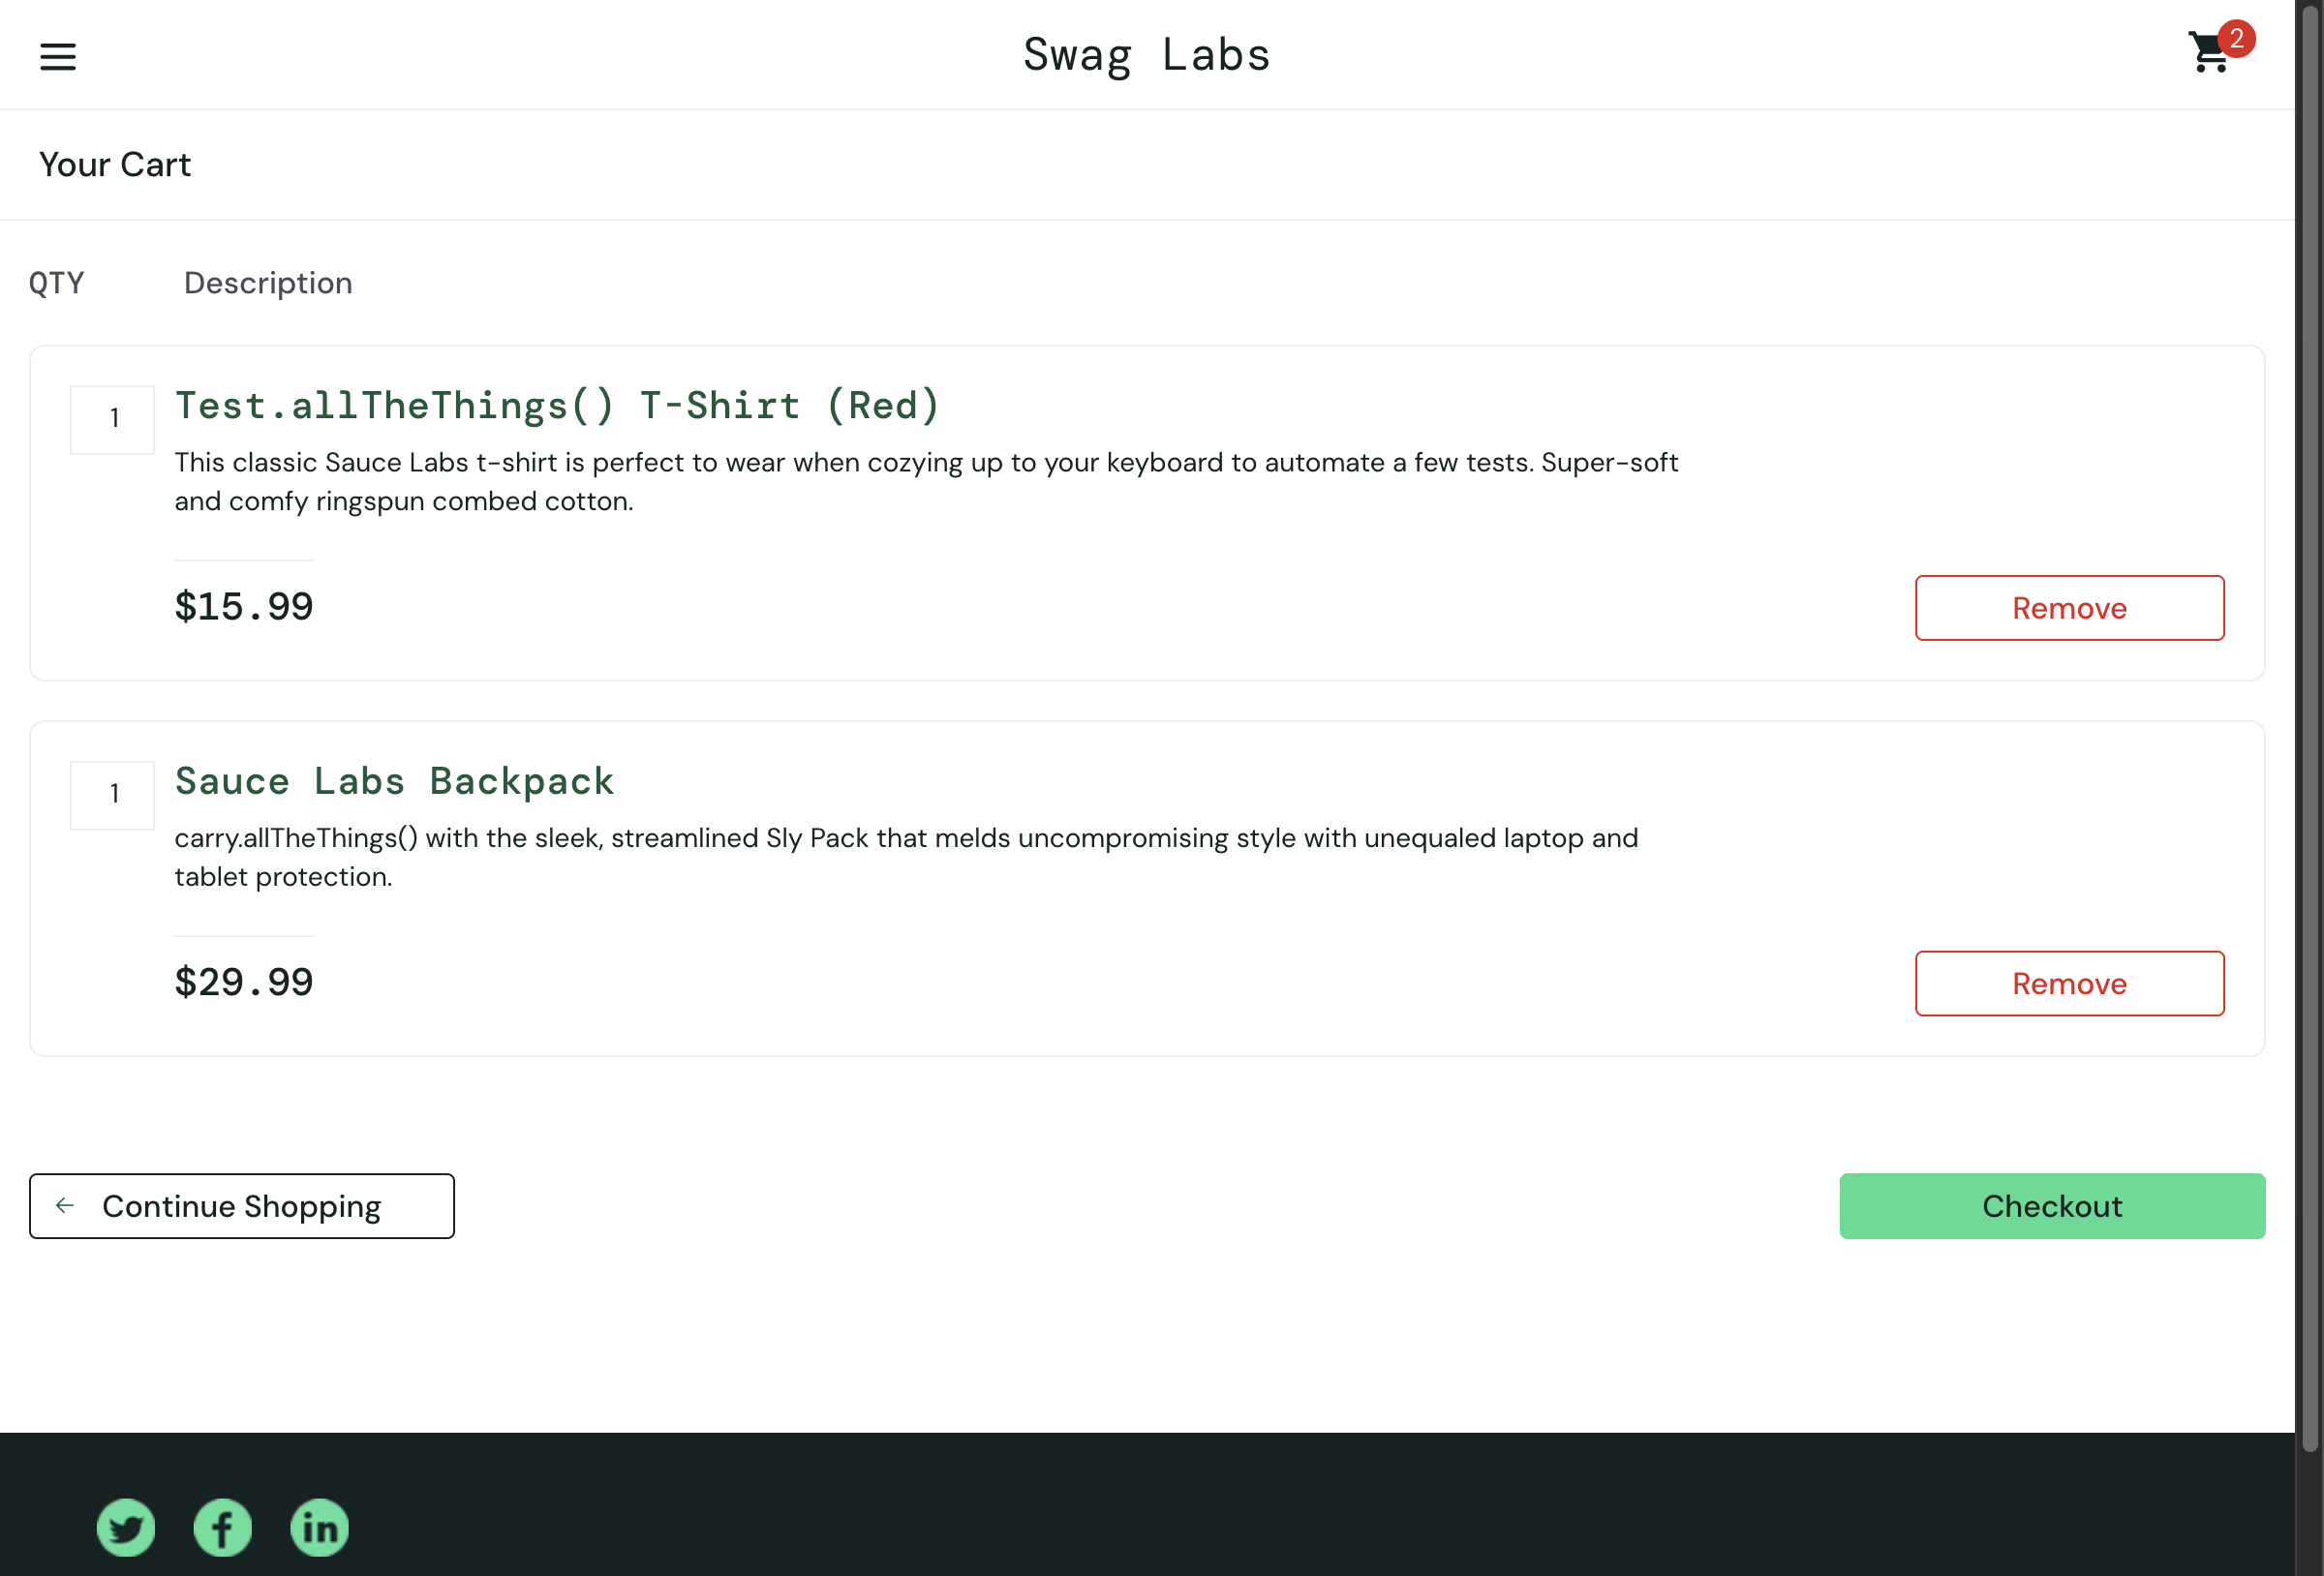 Swag Labs
2
Your Cart
QTY Description
1
Test.allTheThings() T-Shirt (Red)
This classic Sauce Labs t-shirt is perfect to wear when cozying up to your keyboard to automate a few tests. Super-soft
and comfy ringspun combed cotton.
$15.99
Remove
1
Sauce Labs Backpack
carry.allTheThings() with the sleek, streamlined Sly Pack that melds uncompromising style with unequaled laptop and
tablet protection.
$29.99
Remove
Continue Shopping
Checkout
f
in